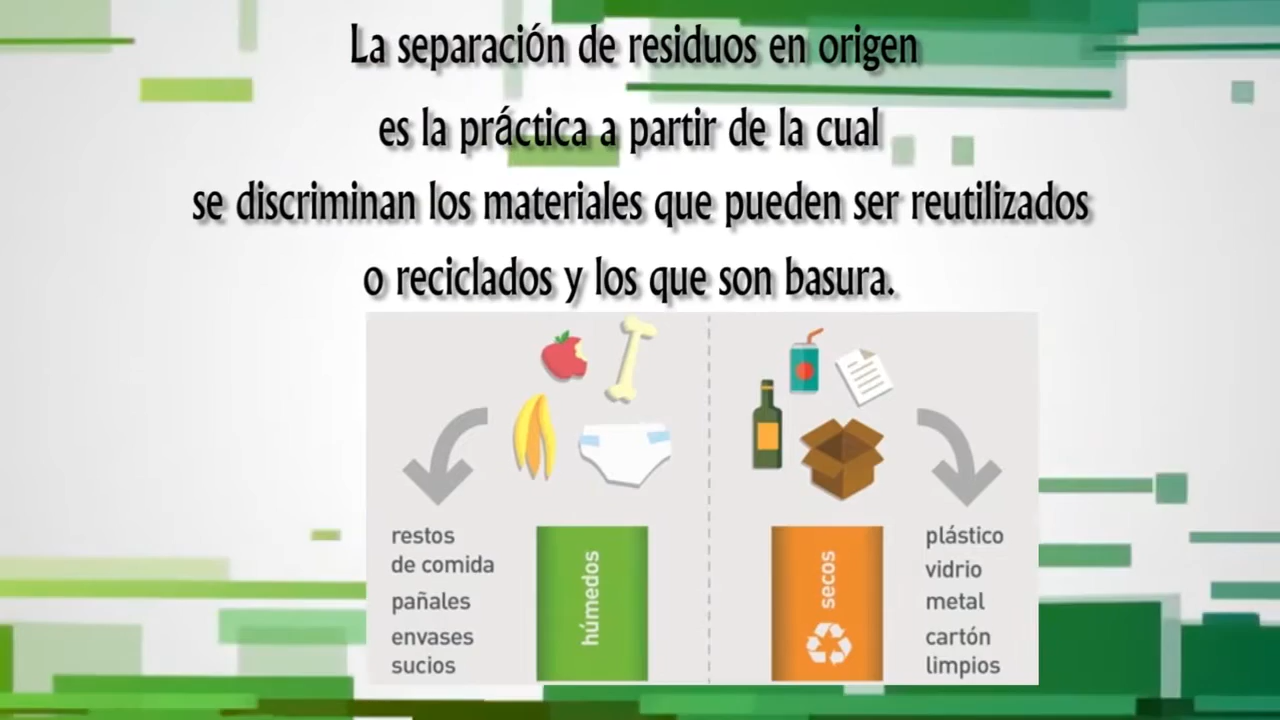 La separación de residuos en origen
es la práctica a partir de la cual
se discriminan los materiales que pueden ser reutilizados
o reciclados y los que son basura.
restos
de comida
pañales
envases
sucios
húmedos
secos
plástico
vidrio
metal
cartón
limpios